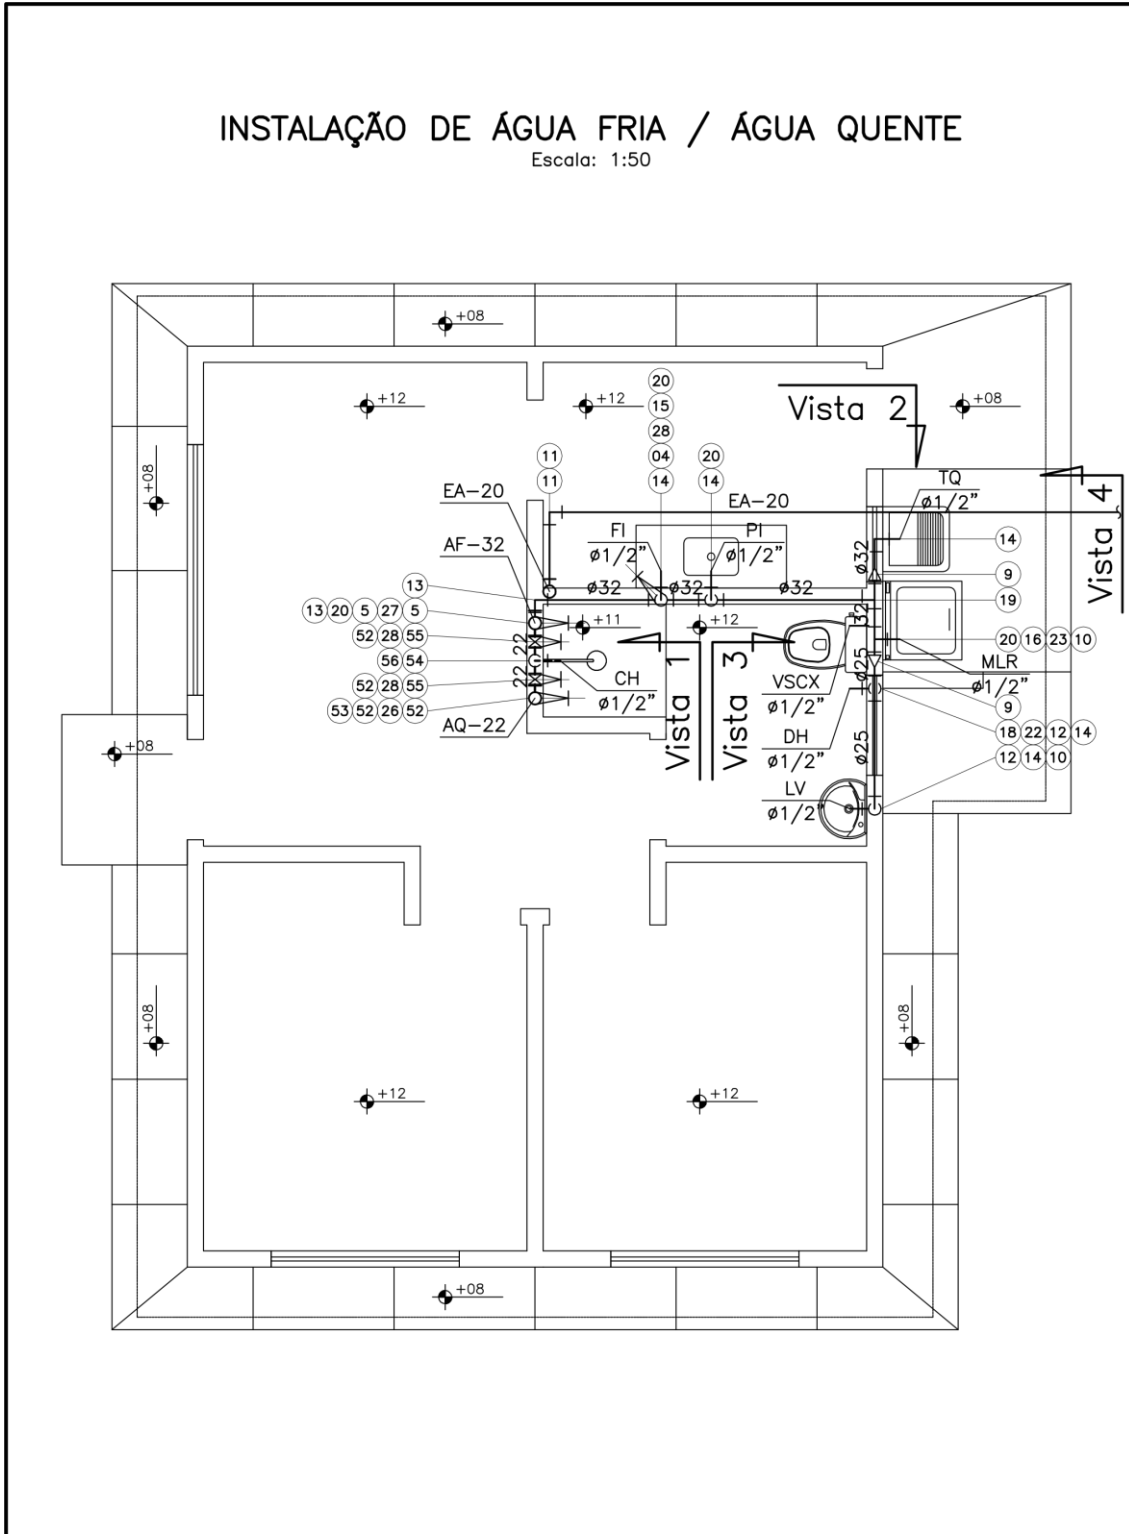 INSTALAÇÃO DE ÁGUA FRIA / ÁGUA QUENTE
Escala: 1:50
+08
+12
+12
+08
Vista 2
20
15
28
04
14
20
14
11
11
+08
EA-20
EA-20
TQ
ø1/2"
Vista 4
AF-32
FI
ø1/2"
PI
ø1/2"
14
ø32
9
13
ø32
ø32
ø32
19
13 20 5 27 5
+11
+12
32
52 28 55
22
20 16 23 10
56 54
22
CH
ø1/2"
Vista 1
Vista 3
VSCX
ø1/2"
ø25
MLR
ø1/2"
52 28 55
9
53 52 26 52
AQ-22
DH
ø1/2"
18 22 12 14
ø25
12 14 10
+08
LV
ø1/2"
+08
+08
+12
+12
+08